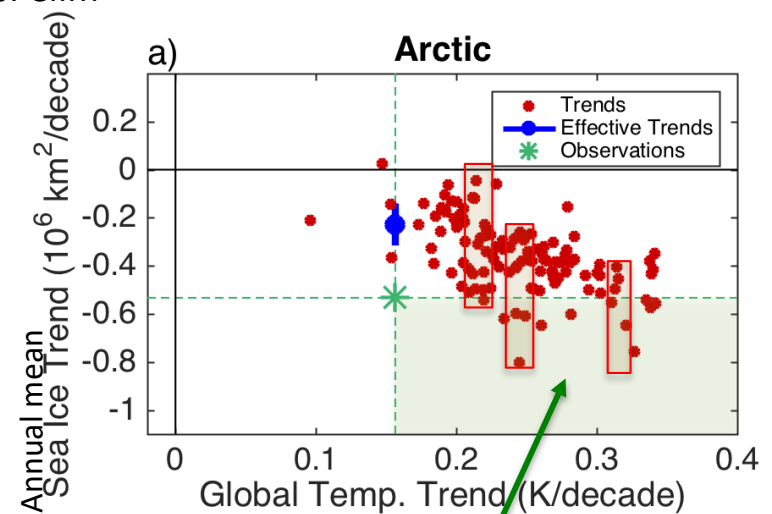 a)
Arctic
Trends
Effective Trends
Observations
0.2
0
-0.2
-0.4
-0.6
-0.8
-1
0
0.1
0.2
0.3
0.4
Global Temp. Trend (K/decade)
Annual mean
Sea Ice Trend (10⁶ km²/decade)